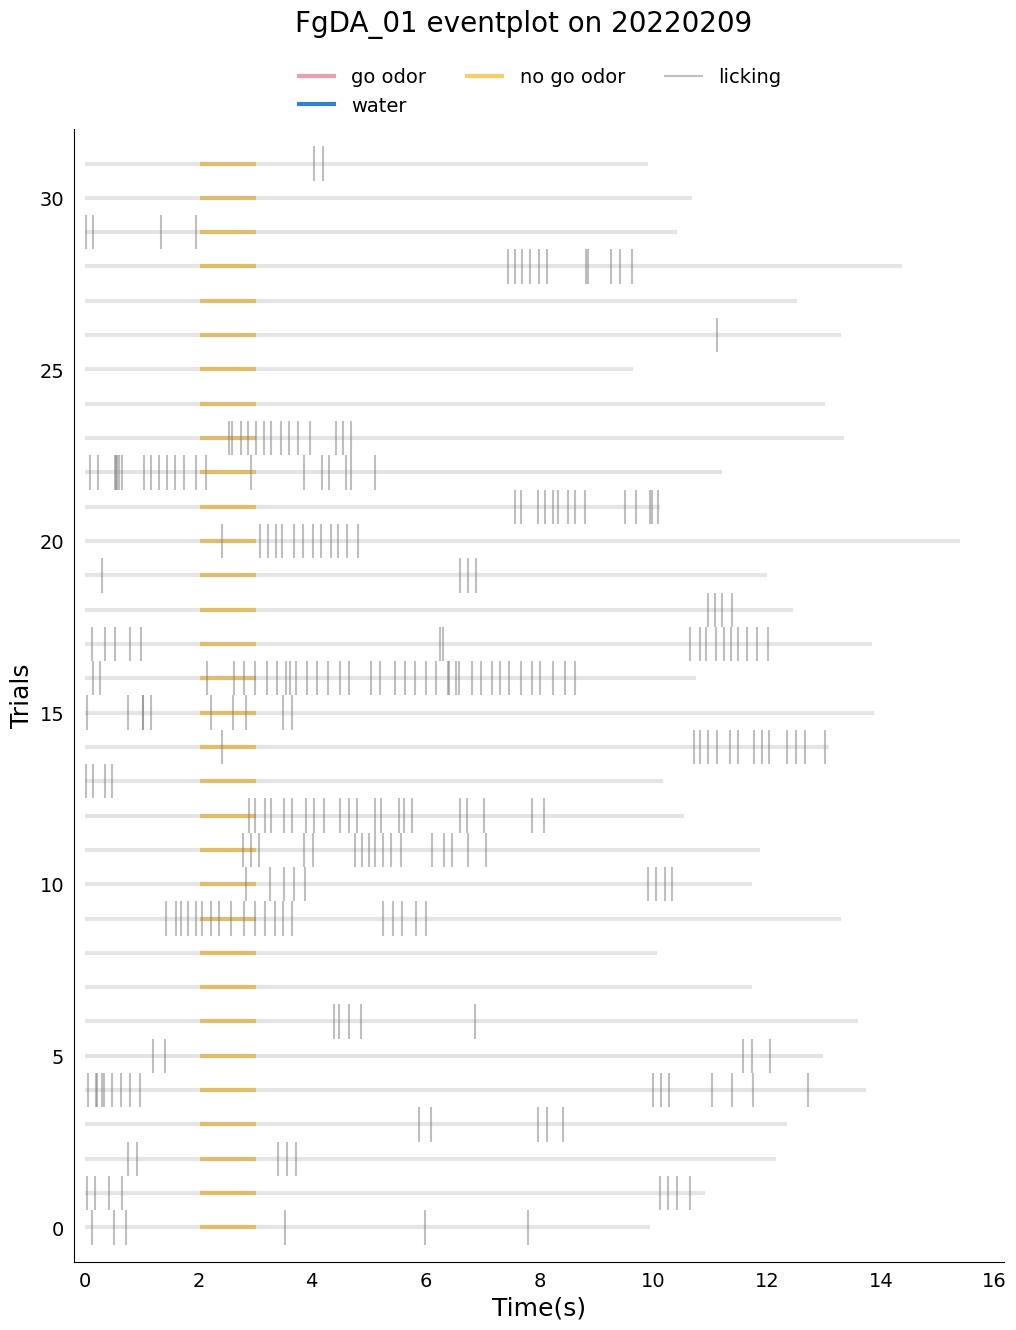 FgDA_01 eventplot on 20220209
go odor
no go odor
licking
water
30
25
20
15
10
5
0
Trials
0 2 4 6 8 10 12 14 16
Time(s)